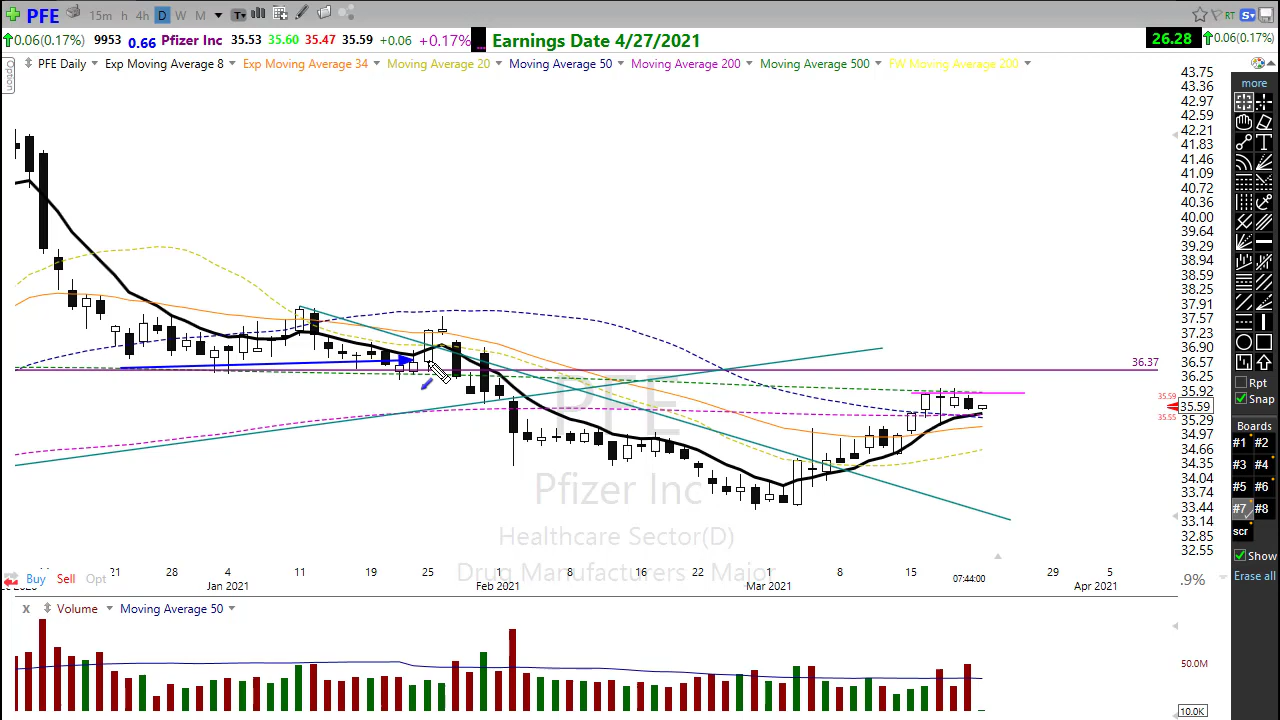 PFE 15m h 4h D W M T RT S
0.06(0.17%) 9953 0.66 Pfizer Inc 35.53 35.60 35.47 35.59 +0.06 +0.17% Earnings Date 4/27/2021 26.28 0.06(0.17%)
Option PFE Daily Exp Moving Average 8 Exp Moving Average 34 Moving Average 20 Moving Average 50 Moving Average 200 Moving Average 500 FW Moving Average 200
more
43.75
43.36
42.97
42.59
42.21
41.83
41.46
41.09
40.72
40.36
40.00
39.64
39.29
38.94
38.59
38.25
37.91
37.57
37.23
36.90
36.37
36.57
36.25
35.92
35.59
35.59
35.55
35.29
34.97
34.66
34.35
34.04
33.74
33.44
33.14
32.85
32.55
Rpt
Snap
Boards
#1 #2
#3 #4
#5 #6
#7 #8
scr
Show
Erase all
PFE
Pfizer Inc
Healthcare Sector(D)
Drug Manufacturers - Major
Buy Sell Opt
21 28 4 11 19 25 1 8 16 22 1 8 15 07:44:00 29 5
Jan 2021 Feb 2021 Mar 2021 Apr 2021
.9%
x Volume Moving Average 50
50.0M
10.0K